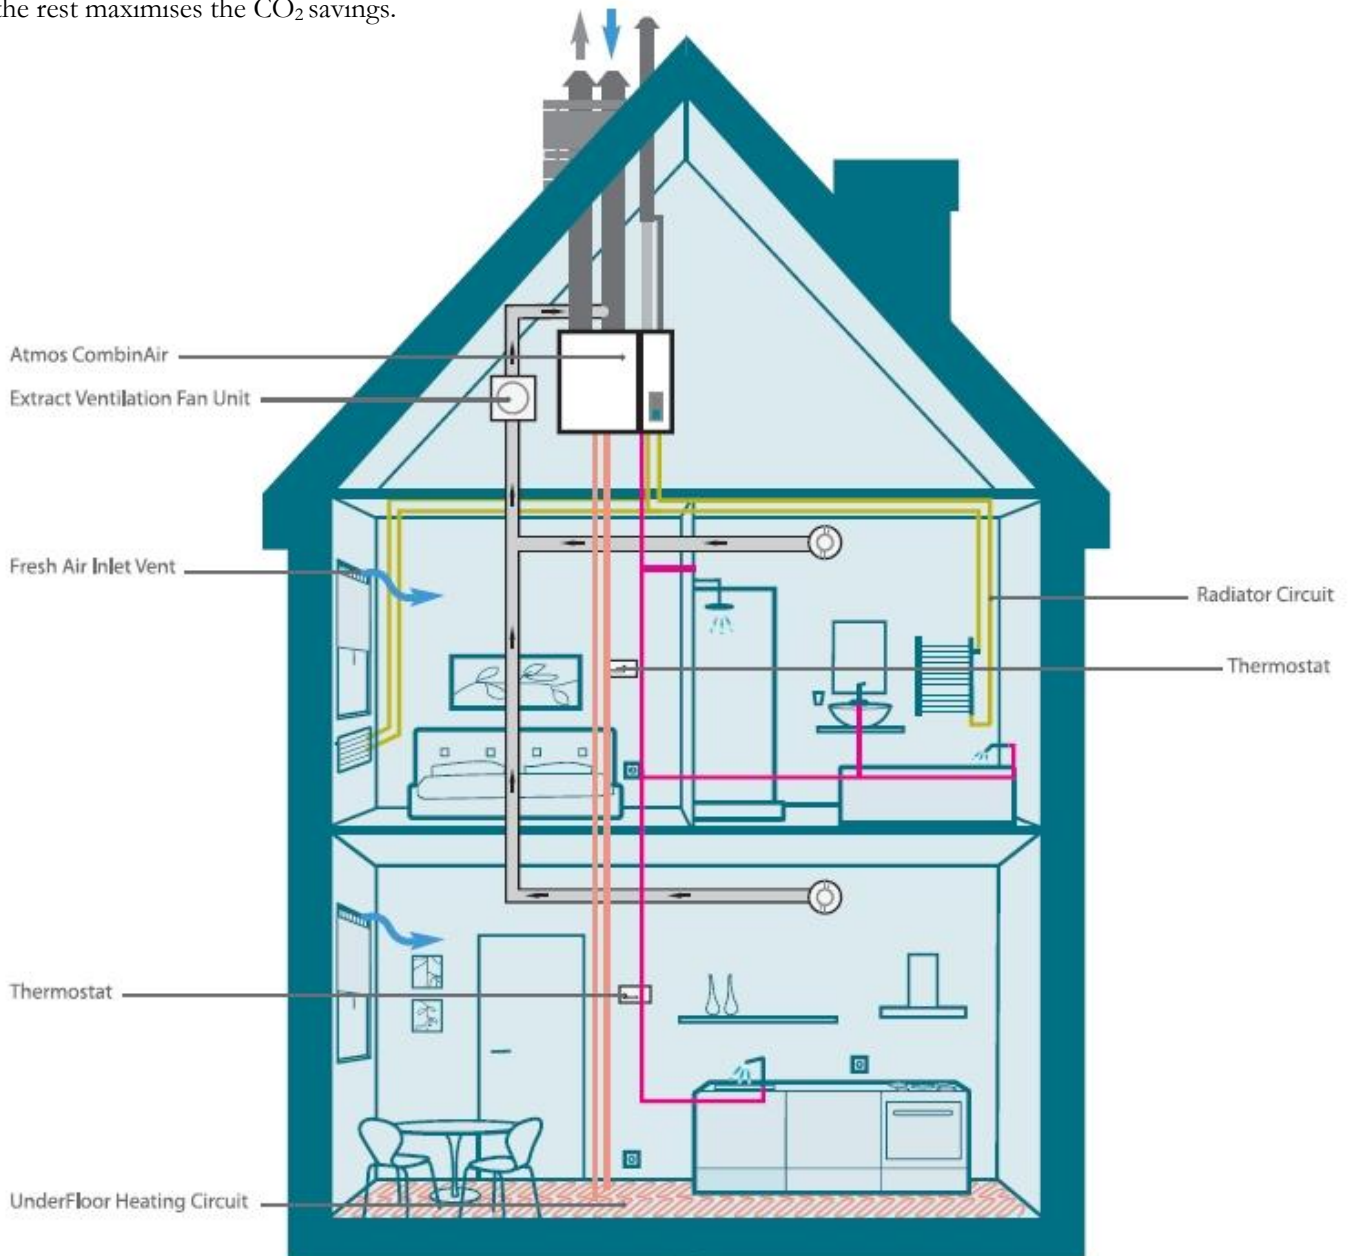 the rest maximises the CO₂ savings.
Atmos CombinAir
Extract Ventilation Fan Unit
Fresh Air Inlet Vent
Radiator Circuit
Thermostat
Thermostat
UnderFloor Heating Circuit